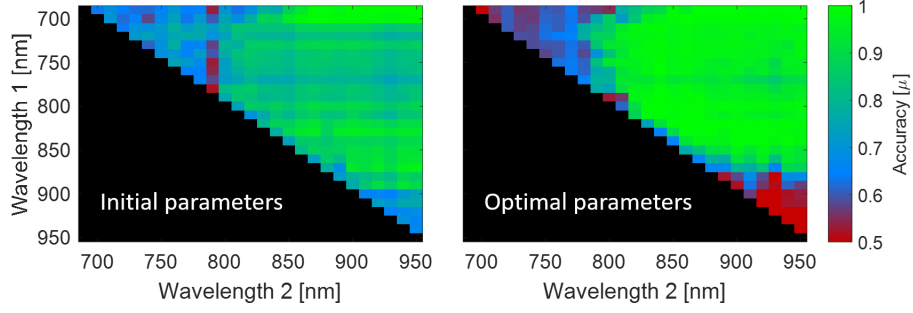 Wavelength 1 [nm]
700
750
800
850
900
950
Initial parameters
700 750 800 850 900 950
Wavelength 2 [nm]
Optimal parameters
700 750 800 850 900 950
Wavelength 2 [nm]
1
0.9
0.8
0.7
0.6
0.5
Accuracy [μ]